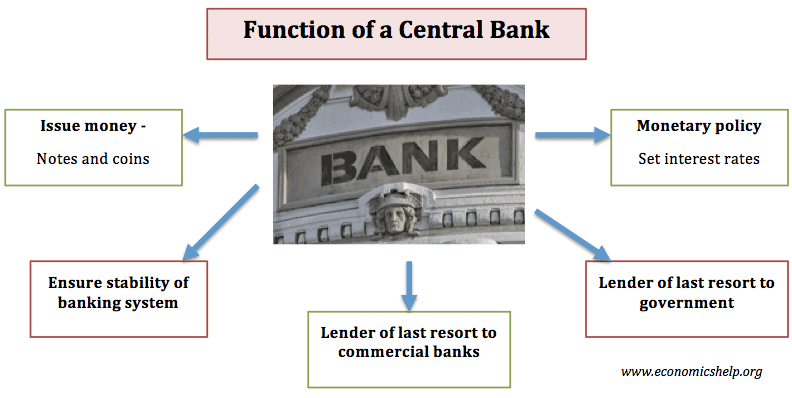 Function of a Central Bank
Issue money -
Notes and coins
BANK
Monetary policy
Set interest rates
Ensure stability of
banking system
Lender of last resort to
commercial banks
Lender of last resort to
government
www.economicshelp.org